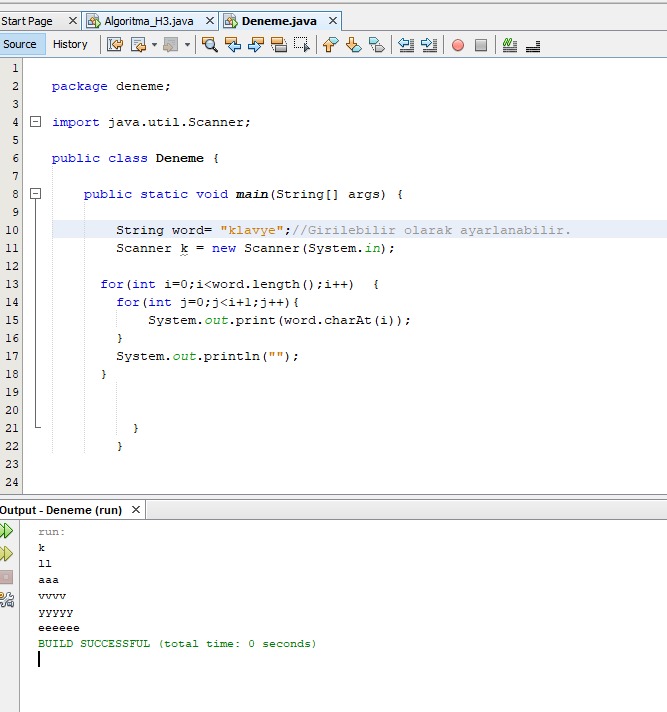 Start Page × Algoritma_H3.java × Deneme.java ×
Source History
1
2 package deneme;
3
4 import java.util.Scanner;
5
6 public class Deneme {
7
8 public static void main(String[] args) {
9
10 String word= "klavye";//Girilebilir olarak ayarlanabilir.
11 Scanner k = new Scanner(System.in);
12
13 for(int i=0;i<word.length();i++) {
14 for(int j=0;j<i+1;j++){
15 System.out.print(word.charAt(i));
16 }
17 System.out.println("");
18 }
19
20
21 }
22 }
23
24
Output - Deneme (run) ×
run:
k
ll
aaa
vvvv
yyyyy
eeeeee
BUILD SUCCESSFUL (total time: 0 seconds)